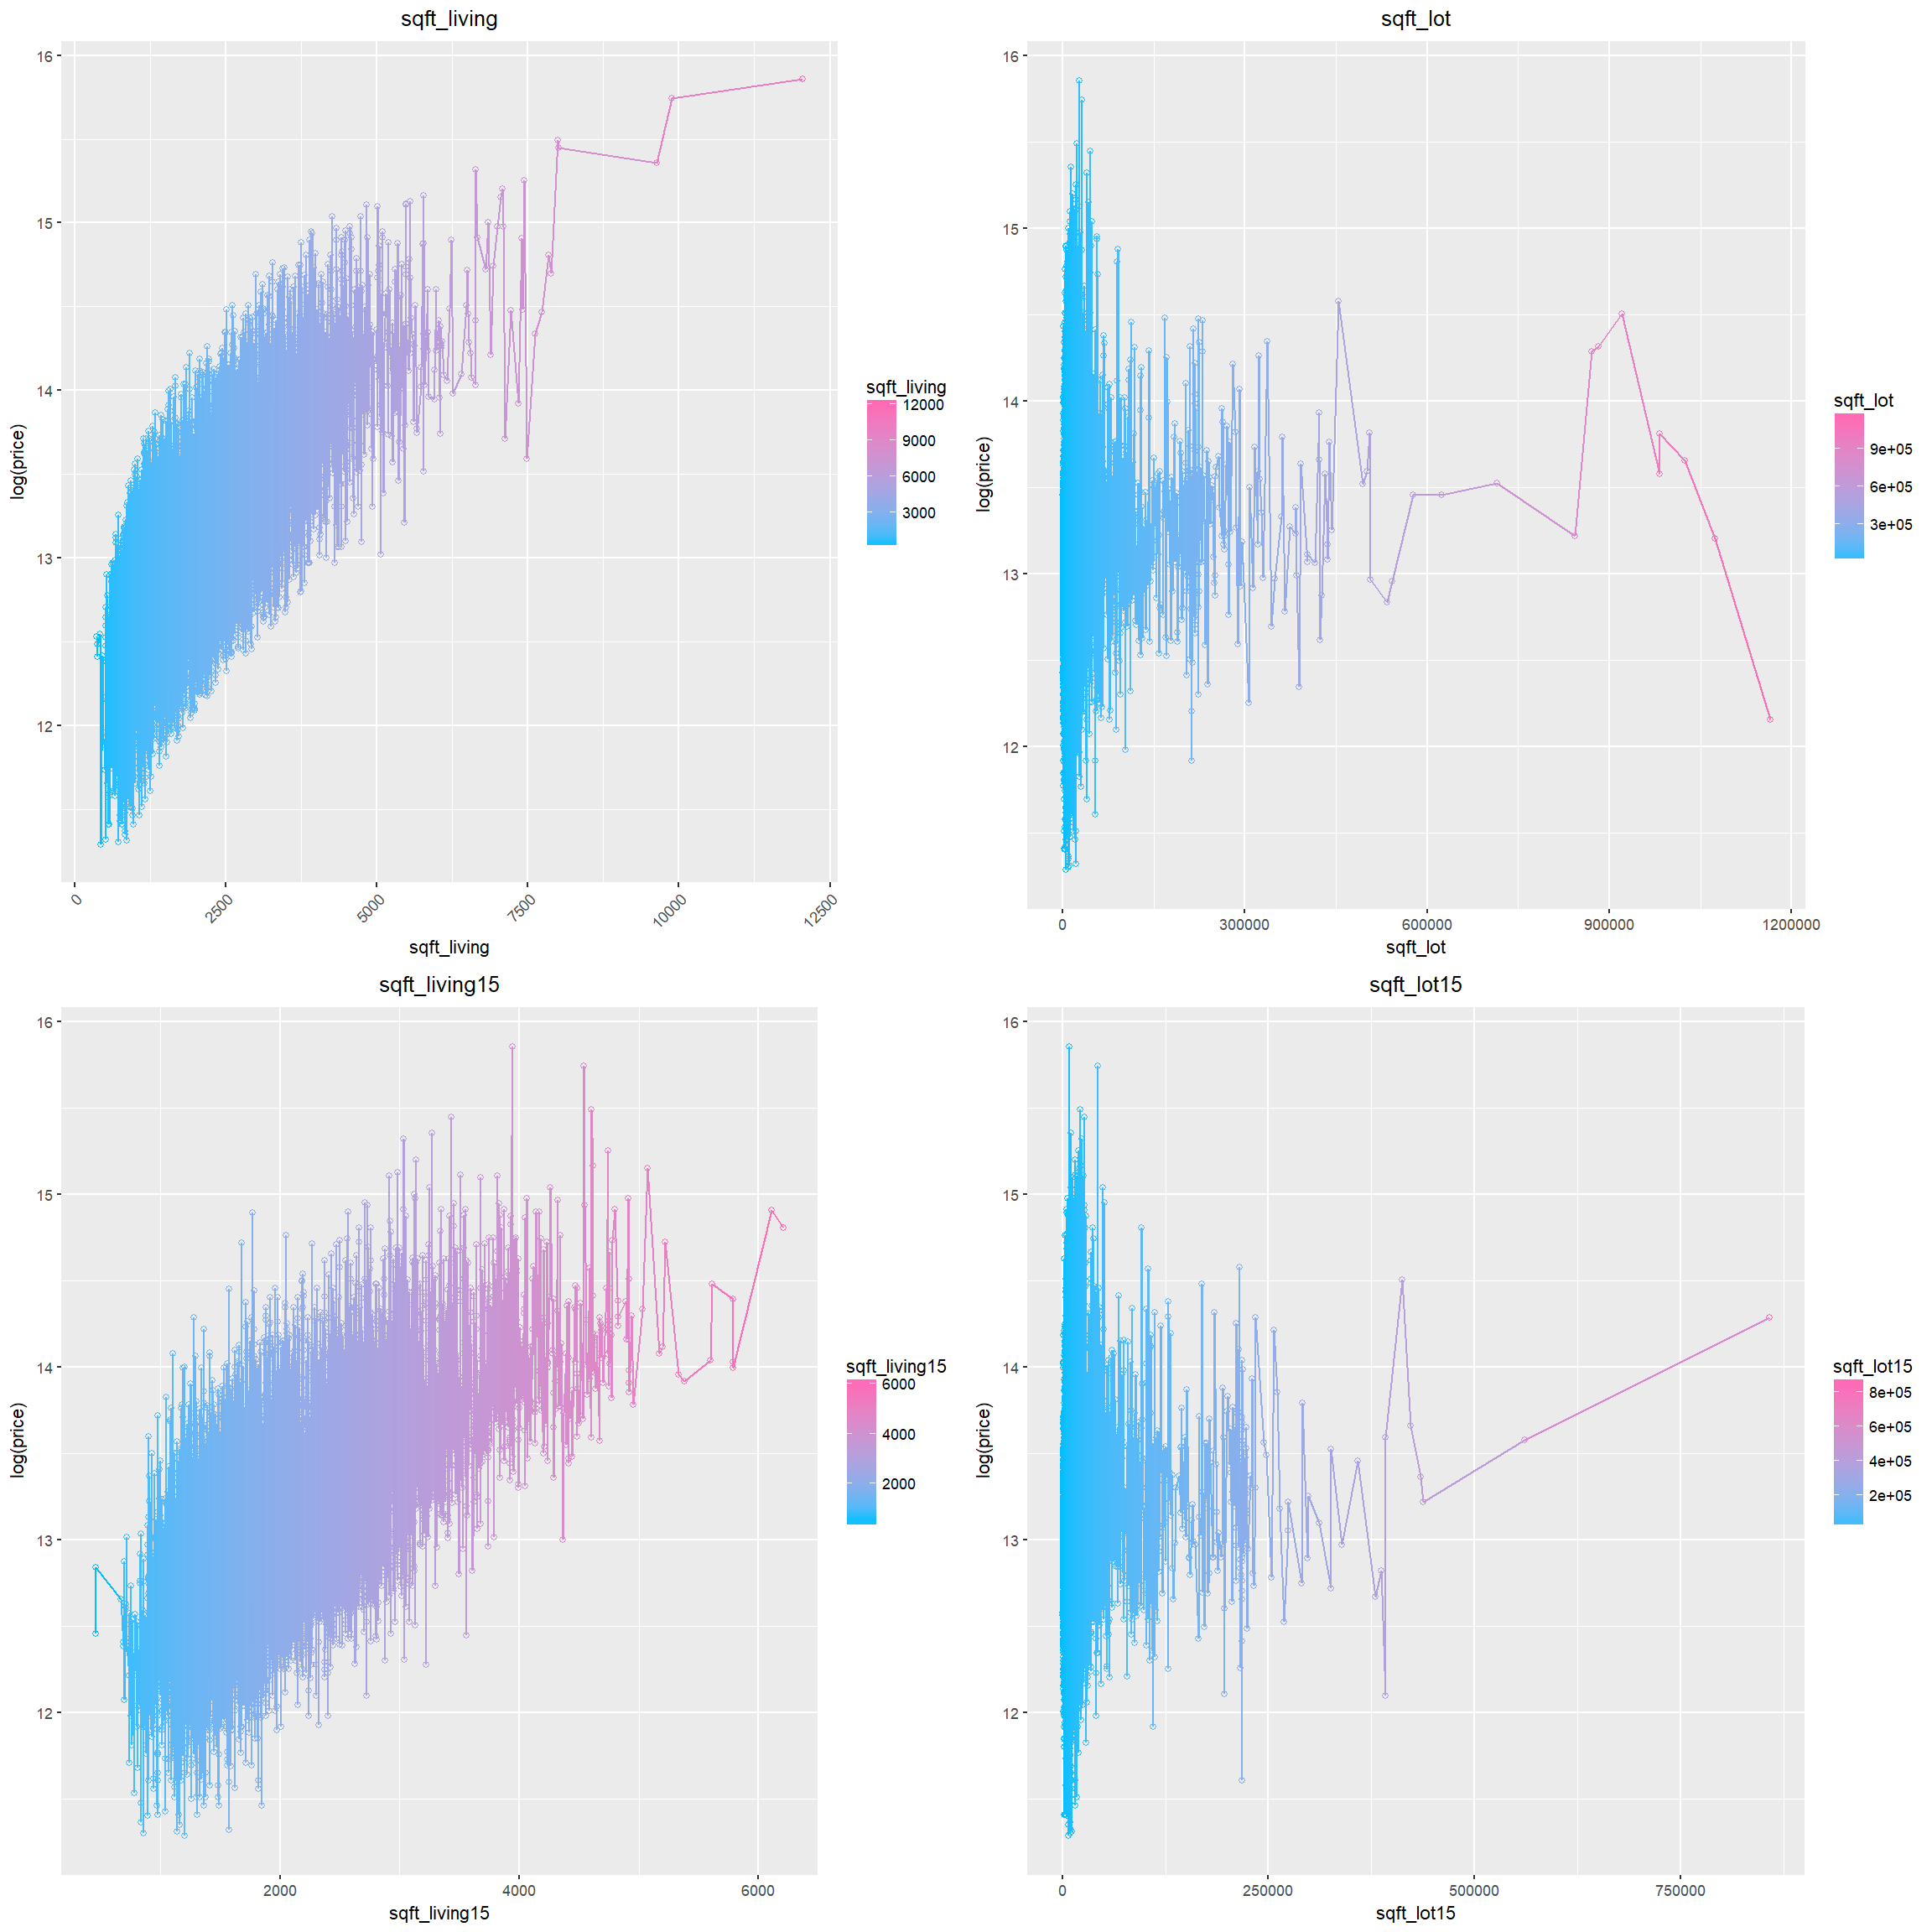 sqft_living
16
15
14
13
12
log(price)
0
2500
5000
7500
10000
12500
sqft_living
sqft_living
12000
9000
6000
3000
sqft_lot
16
15
14
13
12
log(price)
0
300000
600000
900000
1200000
sqft_lot
sqft_lot
9e+05
6e+05
3e+05
sqft_living15
16
15
14
13
12
log(price)
2000
4000
6000
sqft_living15
sqft_living15
6000
4000
2000
sqft_lot15
16
15
14
13
12
log(price)
0
250000
500000
750000
sqft_lot15
sqft_lot15
8e+05
6e+05
4e+05
2e+05